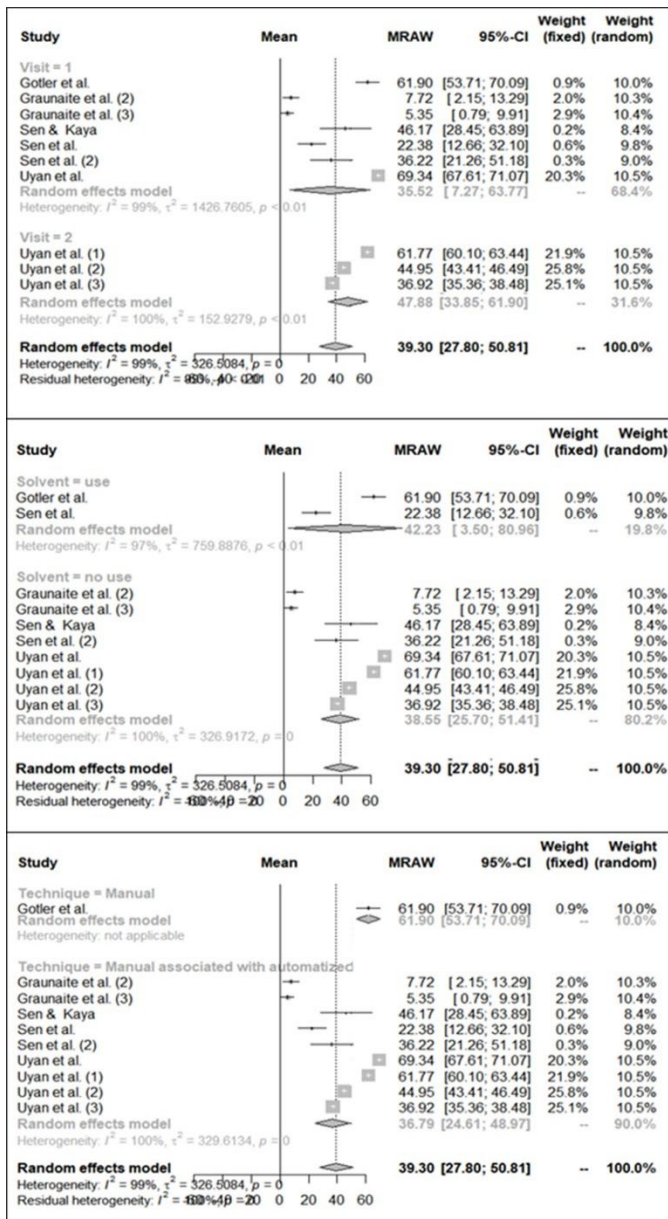 Weight Weight
Study Mean MRAW 95%-CI (fixed) (random)
Visit = 1
Gotler et al. 61.90 [53.71; 70.09] 0.9% 10.0%
Graunaite et al. (2) 7.72 [ 2.15; 13.29] 2.0% 10.3%
Graunaite et al. (3) 5.35 [ 0.79; 9.91] 2.9% 10.4%
Sen & Kaya 46.17 [28.45; 63.89] 0.2% 8.4%
Sen et al. 22.38 [12.66; 32.10] 0.6% 9.8%
Sen et al. (2) 36.22 [21.26; 51.18] 0.3% 9.0%
Uyan et al. 69.34 [67.61; 71.07] 20.3% 10.5%
Random effects model 35.52 [ 7.27; 63.77] -- 68.4%
Heterogeneity: I² = 99%, τ² = 1426.7605, p < 0.01
Visit = 2
Uyan et al. (1) 61.77 [60.10; 63.44] 21.9% 10.5%
Uyan et al. (2) 44.95 [43.41; 46.49] 25.8% 10.5%
Uyan et al. (3) 36.92 [35.36; 38.48] 25.1% 10.5%
Random effects model 47.88 [33.85; 61.90] -- 31.6%
Heterogeneity: I² = 100%, τ² = 152.9279, p < 0.01
Random effects model 39.30 [27.80; 50.81] -- 100.0%
Heterogeneity: I² = 99%, τ² = 326.5084, p = 0
Residual heterogeneity: I² = -40 0 20 40 60
Weight Weight
Study Mean MRAW 95%-CI (fixed) (random)
Solvent = use
Gotler et al. 61.90 [53.71; 70.09] 0.9% 10.0%
Sen et al. 22.38 [12.66; 32.10] 0.6% 9.8%
Random effects model 42.23 [ 3.50; 80.96] -- 19.8%
Heterogeneity: I² = 97%, τ² = 759.8876, p < 0.01
Solvent = no use
Graunaite et al. (2) 7.72 [ 2.15; 13.29] 2.0% 10.3%
Graunaite et al. (3) 5.35 [ 0.79; 9.91] 2.9% 10.4%
Sen & Kaya 46.17 [28.45; 63.89] 0.2% 8.4%
Sen et al. (2) 36.22 [21.26; 51.18] 0.3% 9.0%
Uyan et al. 69.34 [67.61; 71.07] 20.3% 10.5%
Uyan et al. (1) 61.77 [60.10; 63.44] 21.9% 10.5%
Uyan et al. (2) 44.95 [43.41; 46.49] 25.8% 10.5%
Uyan et al. (3) 36.92 [35.36; 38.48] 25.1% 10.5%
Random effects model 38.55 [25.70; 51.41] -- 80.2%
Heterogeneity: I² = 100%, τ² = 326.9172, p = 0
Random effects model 39.30 [27.80; 50.81] -- 100.0%
Heterogeneity: I² = 99%, τ² = 326.5084, p = 0
Residual heterogeneity: I² = -40 0 20 40 60
Weight Weight
Study Mean MRAW 95%-CI (fixed) (random)
Technique = Manual
Gotler et al. 61.90 [53.71; 70.09] 0.9% 10.0%
Random effects model 61.90 [53.71; 70.09] -- 10.0%
Heterogeneity: not applicable
Technique = Manual associated with automatized
Graunaite et al. (2) 7.72 [ 2.15; 13.29] 2.0% 10.3%
Graunaite et al. (3) 5.35 [ 0.79; 9.91] 2.9% 10.4%
Sen & Kaya 46.17 [28.45; 63.89] 0.2% 8.4%
Sen et al. 22.38 [12.66; 32.10] 0.6% 9.8%
Sen et al. (2) 36.22 [21.26; 51.18] 0.3% 9.0%
Uyan et al. 69.34 [67.61; 71.07] 20.3% 10.5%
Uyan et al. (1) 61.77 [60.10; 63.44] 21.9% 10.5%
Uyan et al. (2) 44.95 [43.41; 46.49] 25.8% 10.5%
Uyan et al. (3) 36.92 [35.36; 38.48] 25.1% 10.5%
Random effects model 36.79 [24.61; 48.97] -- 90.0%
Heterogeneity: I² = 100%, τ² = 329.6134, p = 0
Random effects model 39.30 [27.80; 50.81] -- 100.0%
Heterogeneity: I² = 99%, τ² = 326.5084, p = 0
Residual heterogeneity: I² = -40 0 20 40 60